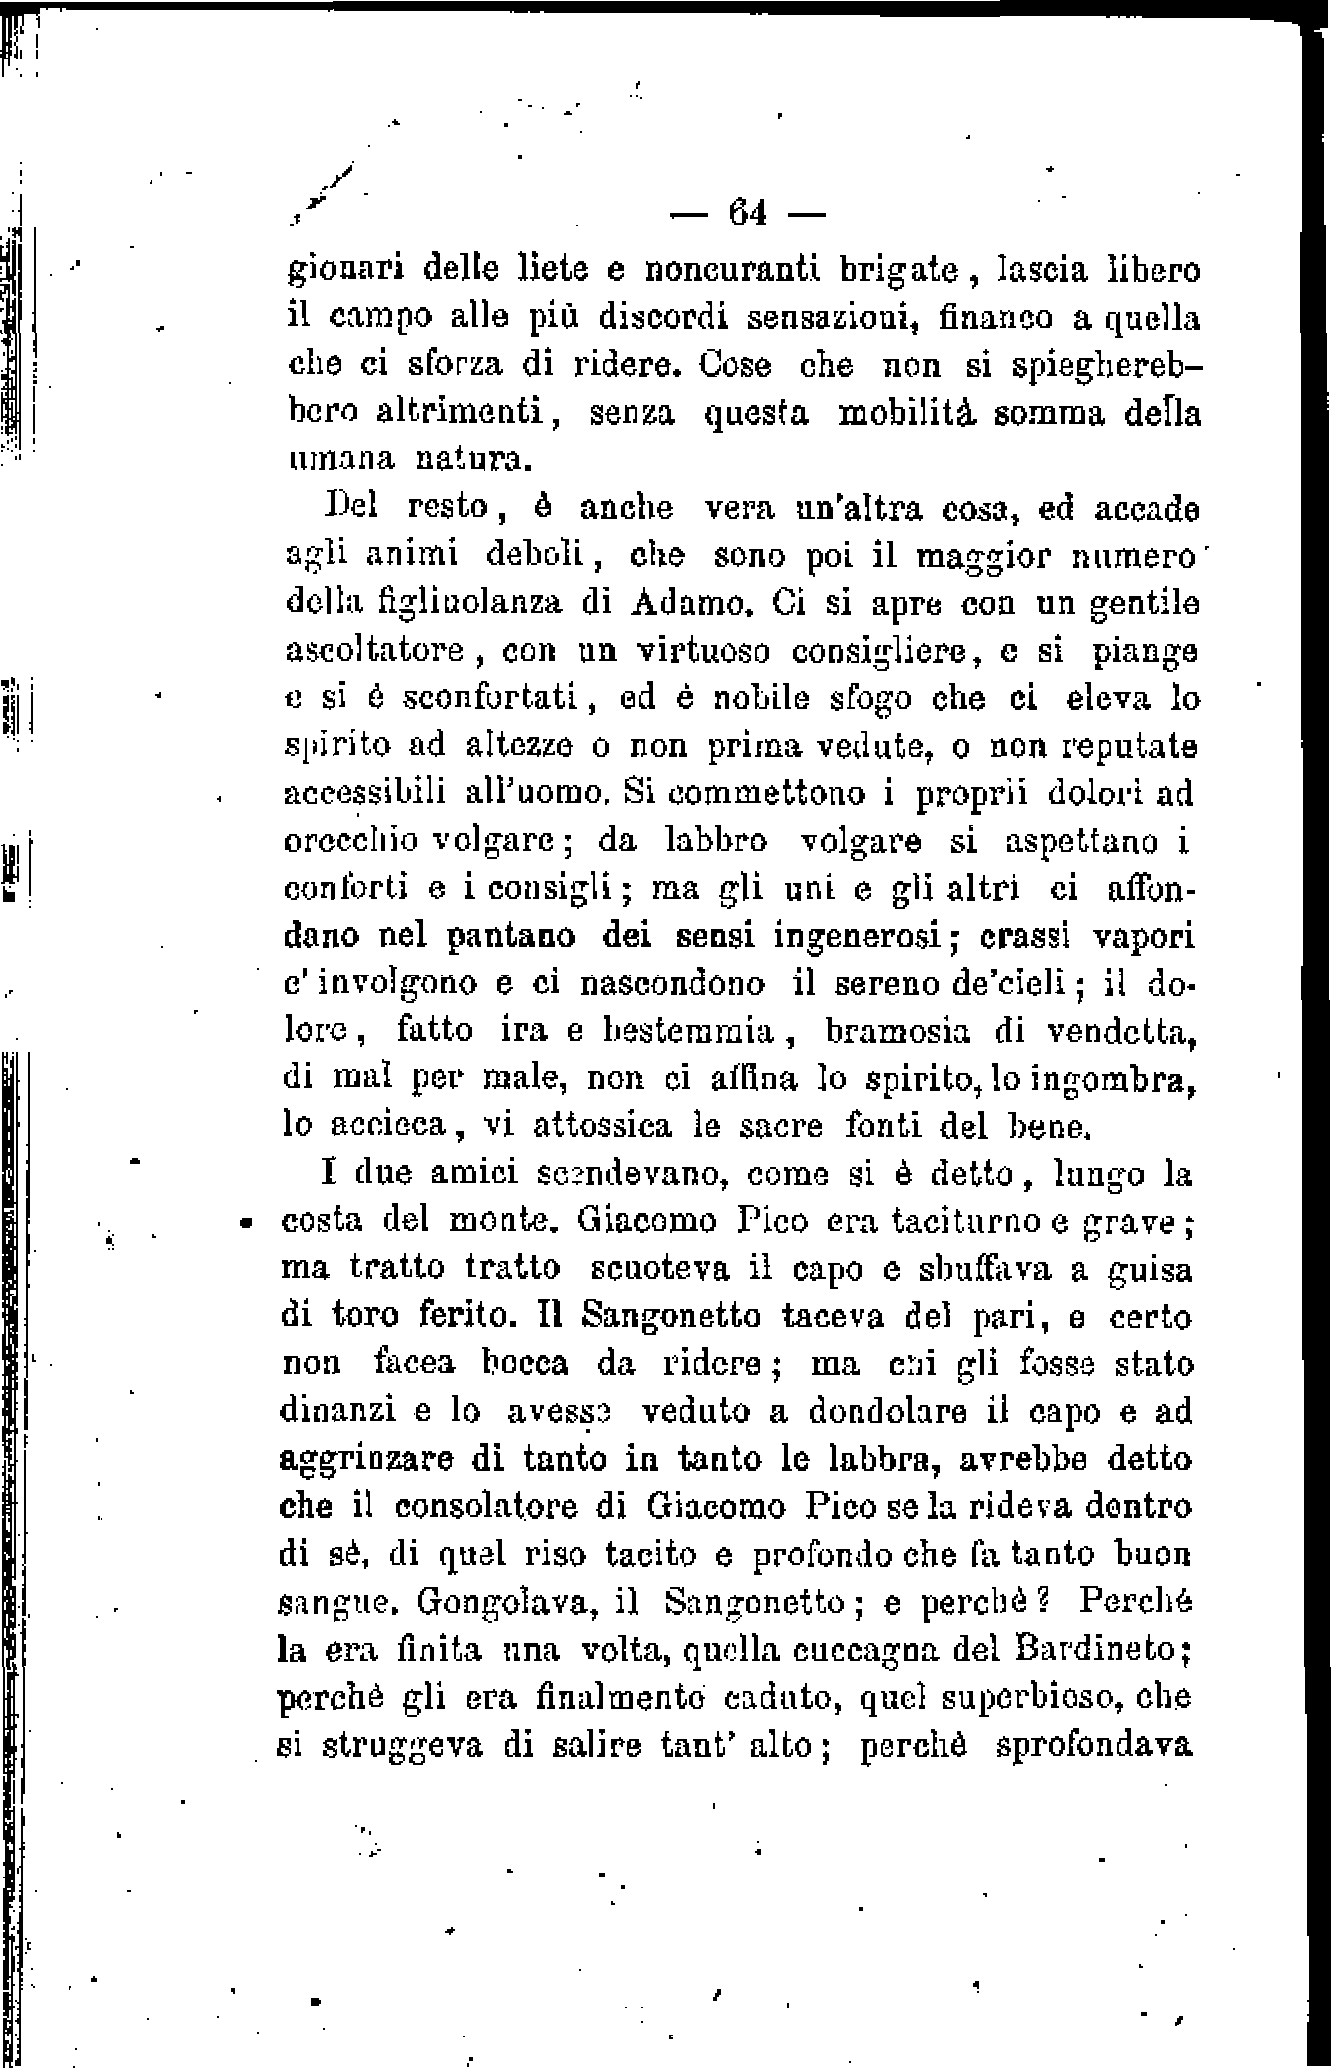 — 64 —
gionari delle liete e noncuranti brigate, lascia libero
il campo alle più discordi sensazioni, financo a quella
che ci sforza di ridere. Cose che non si spieghereb-
bero altrimenti, senza questa mobilità somma della
umana natura.
Del resto, è anche vera un'altra cosa, ed accade
agli animi deboli, che sono poi il maggior numero
della figliuolanza di Adamo. Ci si apre con un gentile
ascoltatore, con un virtuoso consigliere, e si piange
e si è sconfortati, ed è nobile sfogo che ci eleva lo
spirito ad altezze o non prima vedute, o non reputate
accessibili all'uomo. Si commettono i proprii dolori ad
orecchio volgare; da labbro volgare si aspettano i
conforti e i consigli; ma gli uni e gli altri ci affon-
dano nel pantano dei sensi ingenerosi; crassi vapori
c'involgono e ci nascondono il sereno de'cieli; il do-
lore, fatto ira e bestemmia, bramosia di vendetta,
di mal per male, non ci affina lo spirito, lo ingombra,
lo accieca, vi attossica le sacre fonti del bene.
I due amici scendevano, come si è detto, lungo la
costa del monte. Giacomo Pico era taciturno e grave;
ma tratto tratto scuoteva il capo e sbuffava a guisa
di toro ferito. Il Sangonetto taceva del pari, e certo
non facea bocca da ridere; ma chi gli fosse stato
dinanzi e lo avesse veduto a dondolare il capo e ad
aggrinzare di tanto in tanto le labbra, avrebbe detto
che il consolatore di Giacomo Pico se la rideva dentro
di sè, di quel riso tacito e profondo che fa tanto buon
sangue. Gongolava, il Sangonetto; e perchè? Perchè
la era finita una volta, quella cuccagna del Bardineto;
perchè gli era finalmente caduto, quel superbioso, che
si struggeva di salire tant' alto; perchè sprofondava